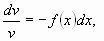 dv/v = − f(x)dx,